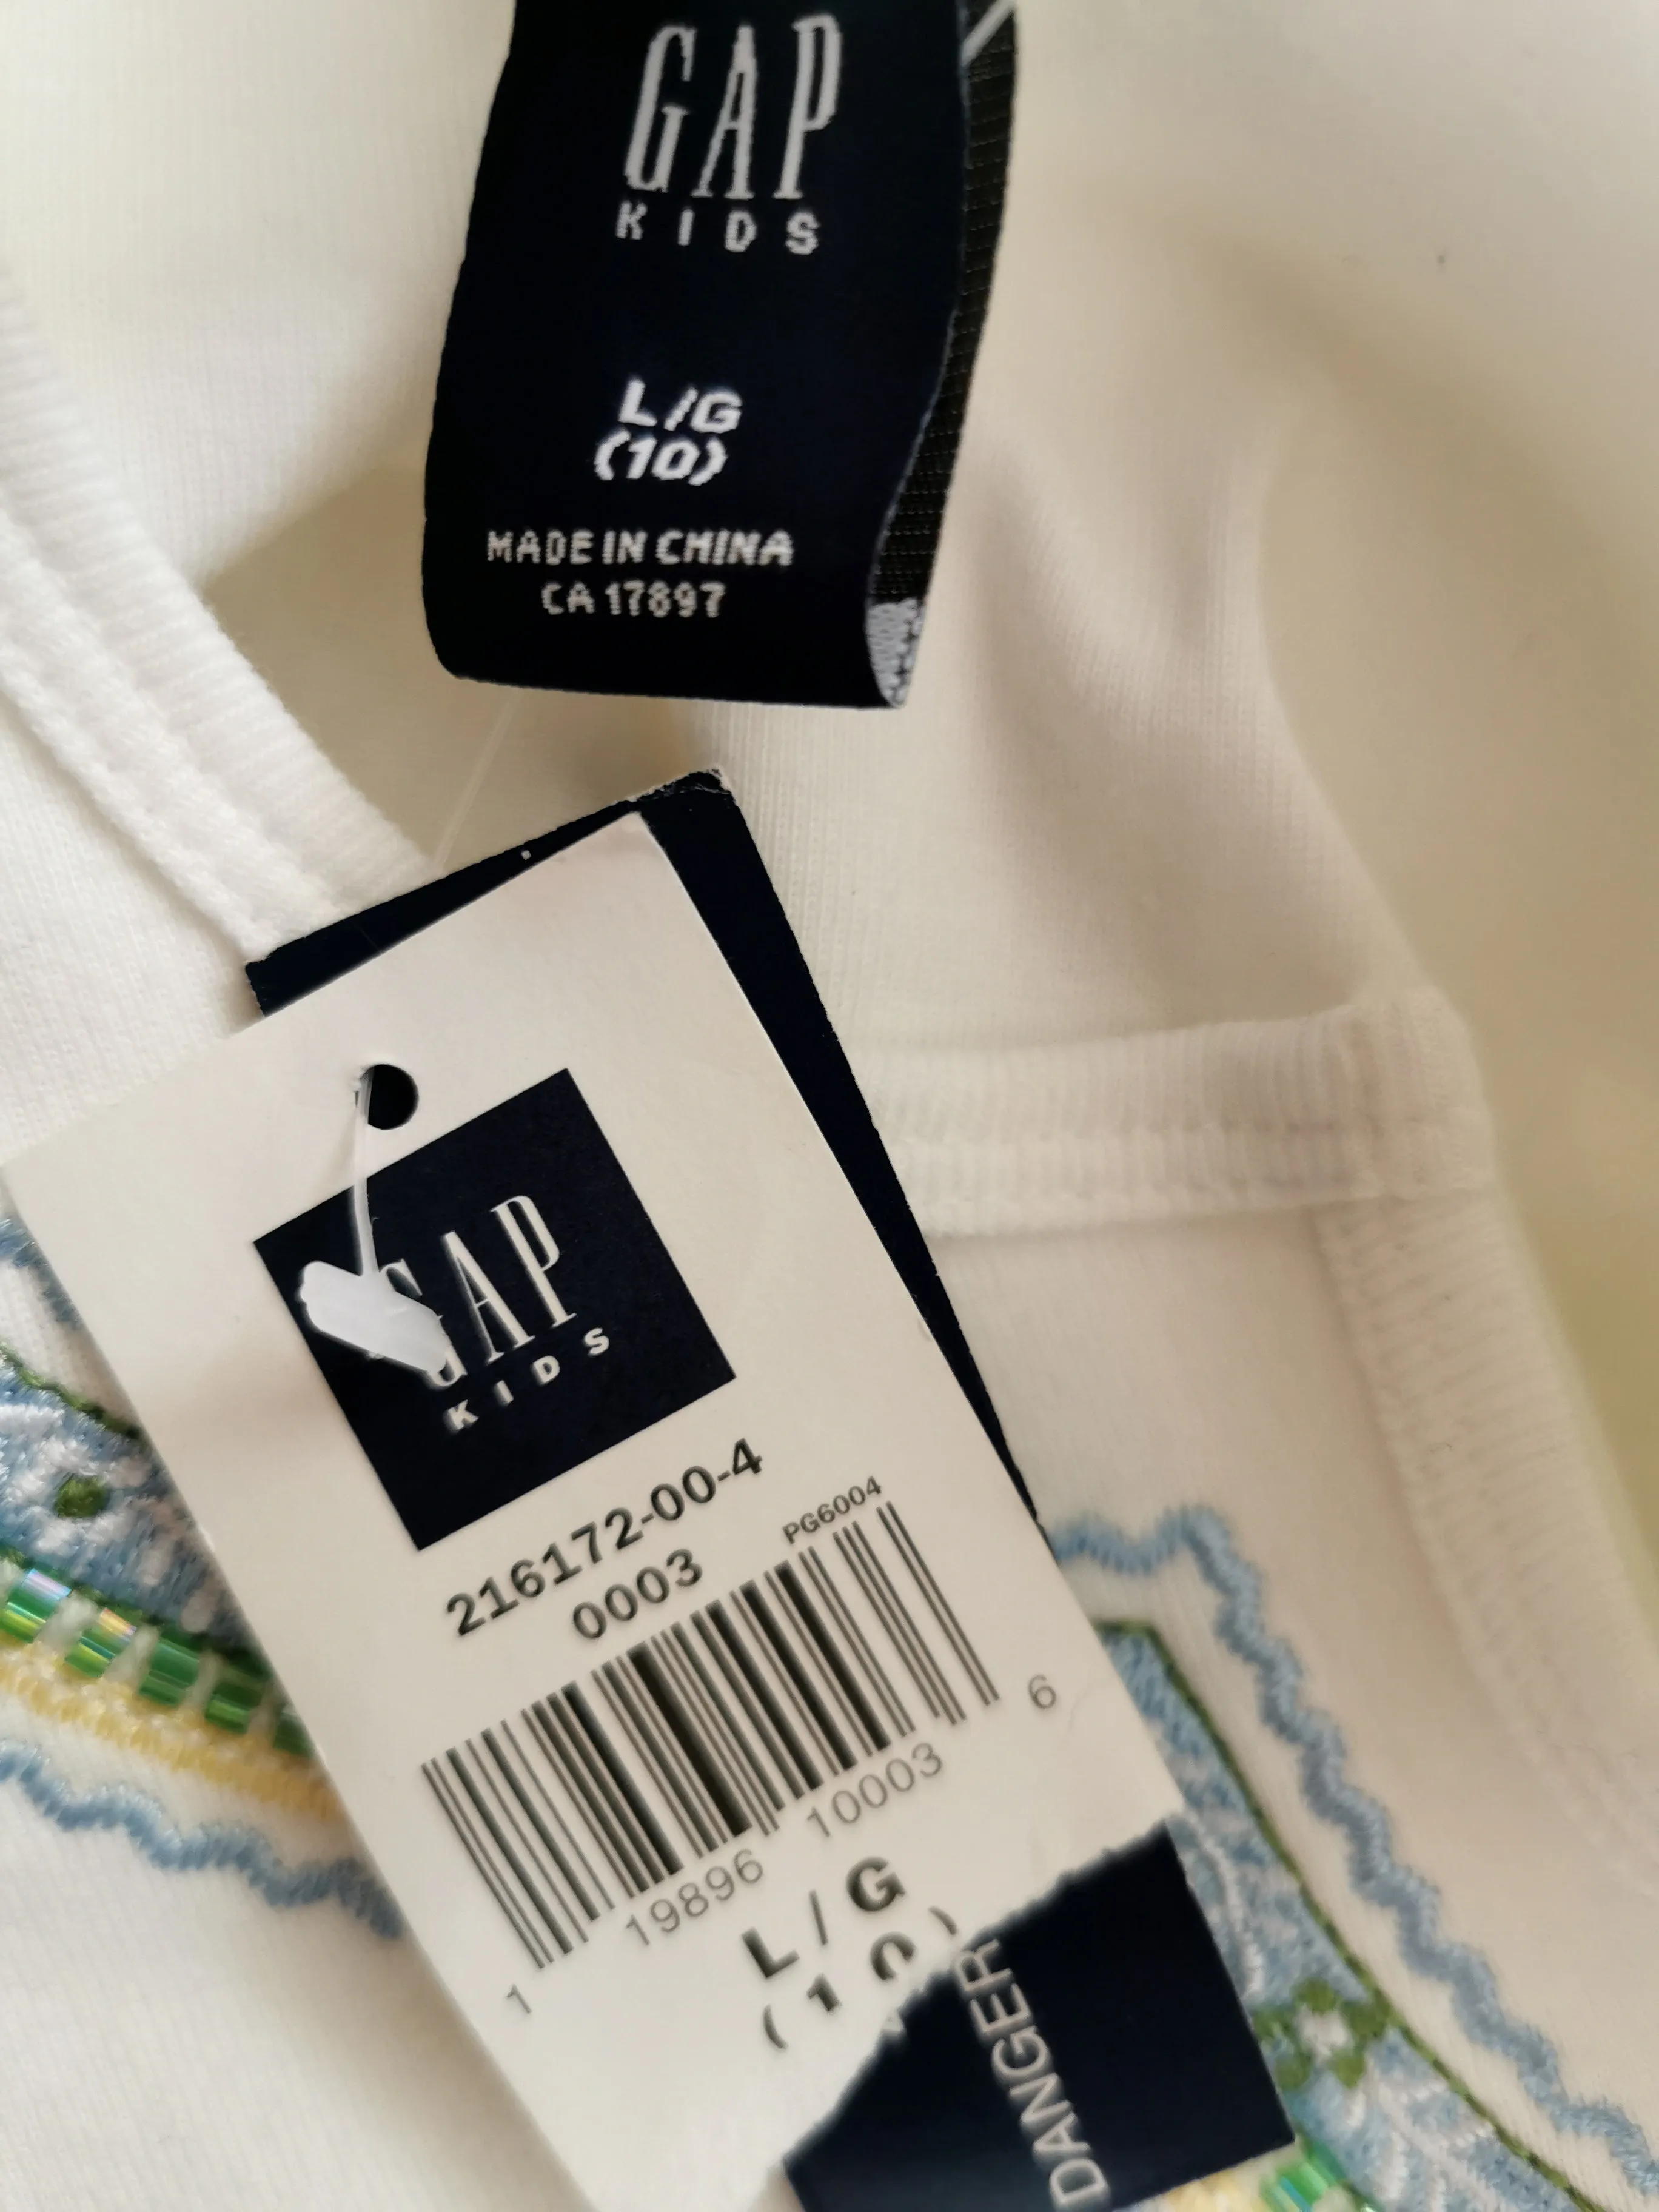 GAP
KIDS
L/G
(10)
MADE IN CHINA
CA 17897
GAP
KIDS
216172-00-4
0003
PG6004
1 19896 10003 6
L/G
(10)
DANGER